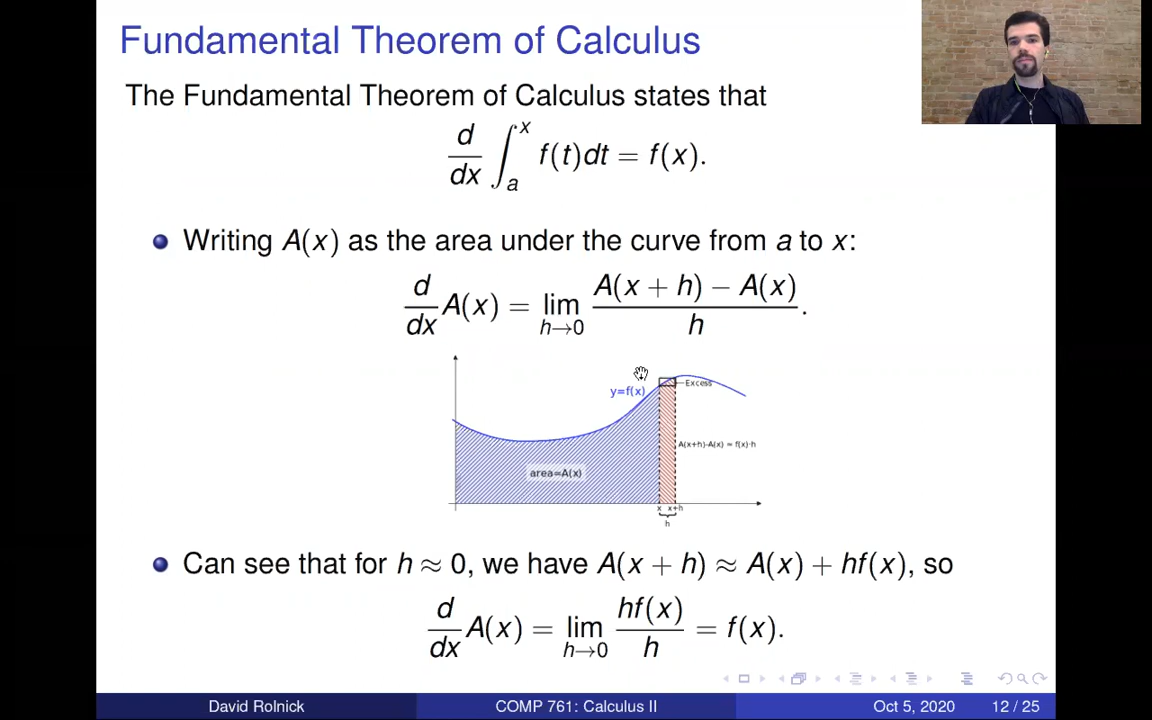 Fundamental Theorem of Calculus
The Fundamental Theorem of Calculus states that
d/dx ∫_a^x f(t)dt = f(x).
Writing A(x) as the area under the curve from a to x:
d/dx A(x) = lim_{h→0} (A(x + h) − A(x))/h.
y=f(x)
Excess
A(x+h)-A(x) ≈ f(x)·h
area=A(x)
x x+h
h
Can see that for h ≈ 0, we have A(x + h) ≈ A(x) + hf(x), so
d/dx A(x) = lim_{h→0} hf(x)/h = f(x).
David Rolnick COMP 761: Calculus II Oct 5, 2020 12 / 25